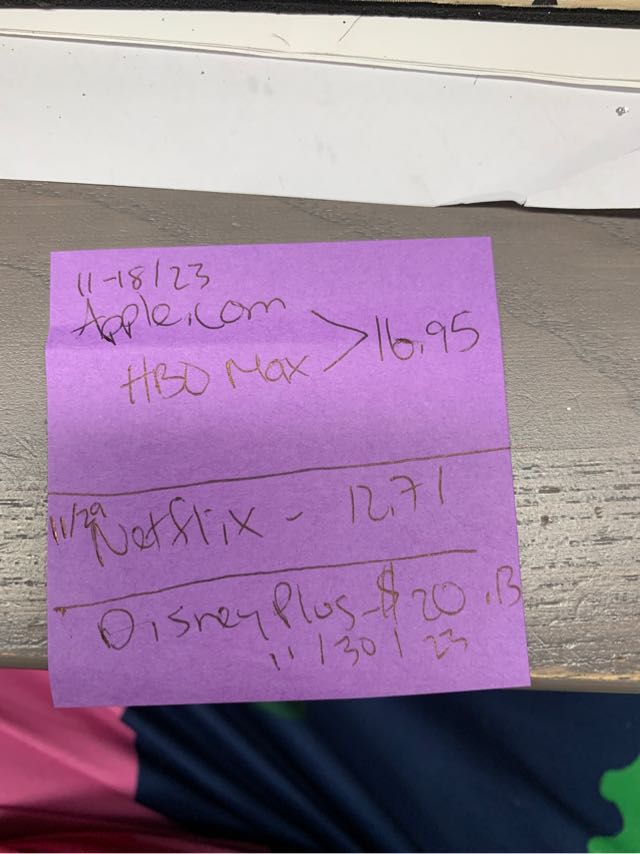 11-18/23
Apple.com
HBO Max > 16.95
11/29 Netflix - 12.71
Disney Plus - $20.
11/30/23